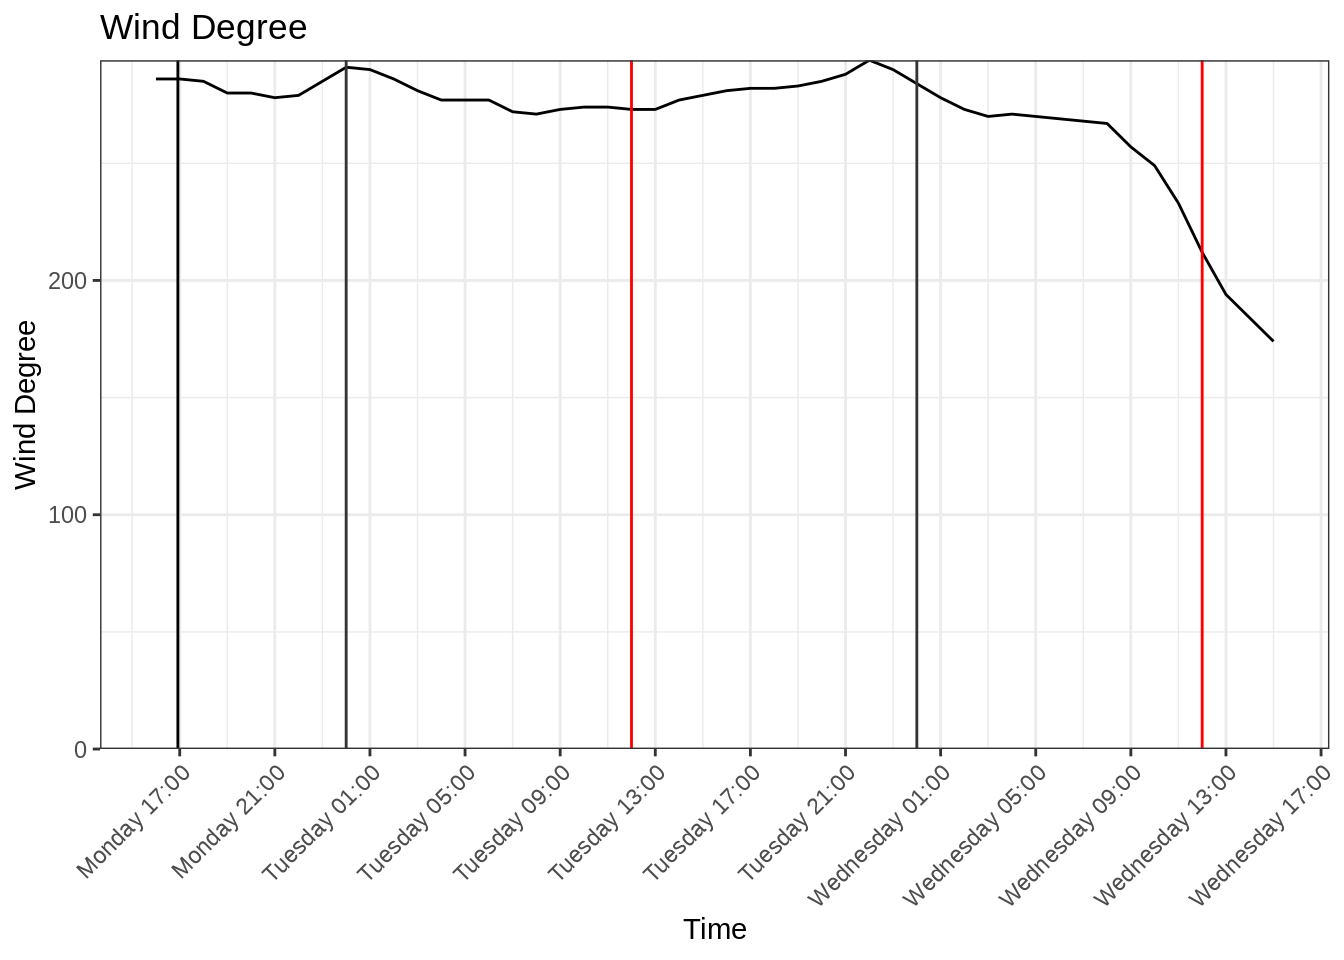 Wind Degree
Wind Degree
200
100
0
Monday 17:00
Monday 21:00
Tuesday 01:00
Tuesday 05:00
Tuesday 09:00
Tuesday 13:00
Tuesday 17:00
Tuesday 21:00
Wednesday 01:00
Wednesday 05:00
Wednesday 09:00
Wednesday 13:00
Wednesday 17:00
Time